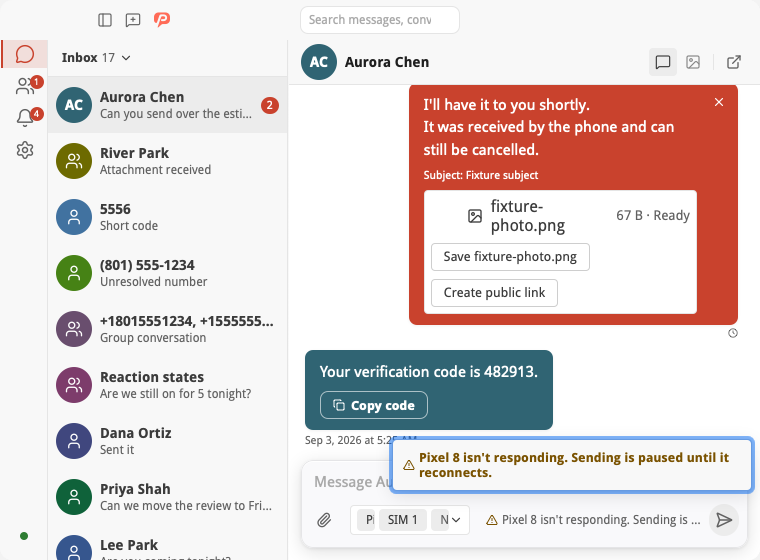 Search messages, conv
Inbox 17
1
4
AC
Aurora Chen
Can you send over the esti...
2
River Park
Attachment received
5556
Short code
(801) 555-1234
Unresolved number
+18015551234, +1555555...
Group conversation
Reaction states
Are we still on for 5 tonight?
Dana Ortiz
Sent it
Priya Shah
Can we move the review to Fri...
Lee Park
AC
Aurora Chen
I'll have it to you shortly.
It was received by the phone and can
still be cancelled.
Subject: Fixture subject
fixture-
photo.png
67 B · Ready
Save fixture-photo.png
Create public link
Your verification code is 482913.
Copy code
Sep 3, 2026 at
Pixel 8 isn't responding. Sending is paused until it
reconnects.
Message Au
SIM 1
N
Pixel 8 isn't responding. Sending is ...